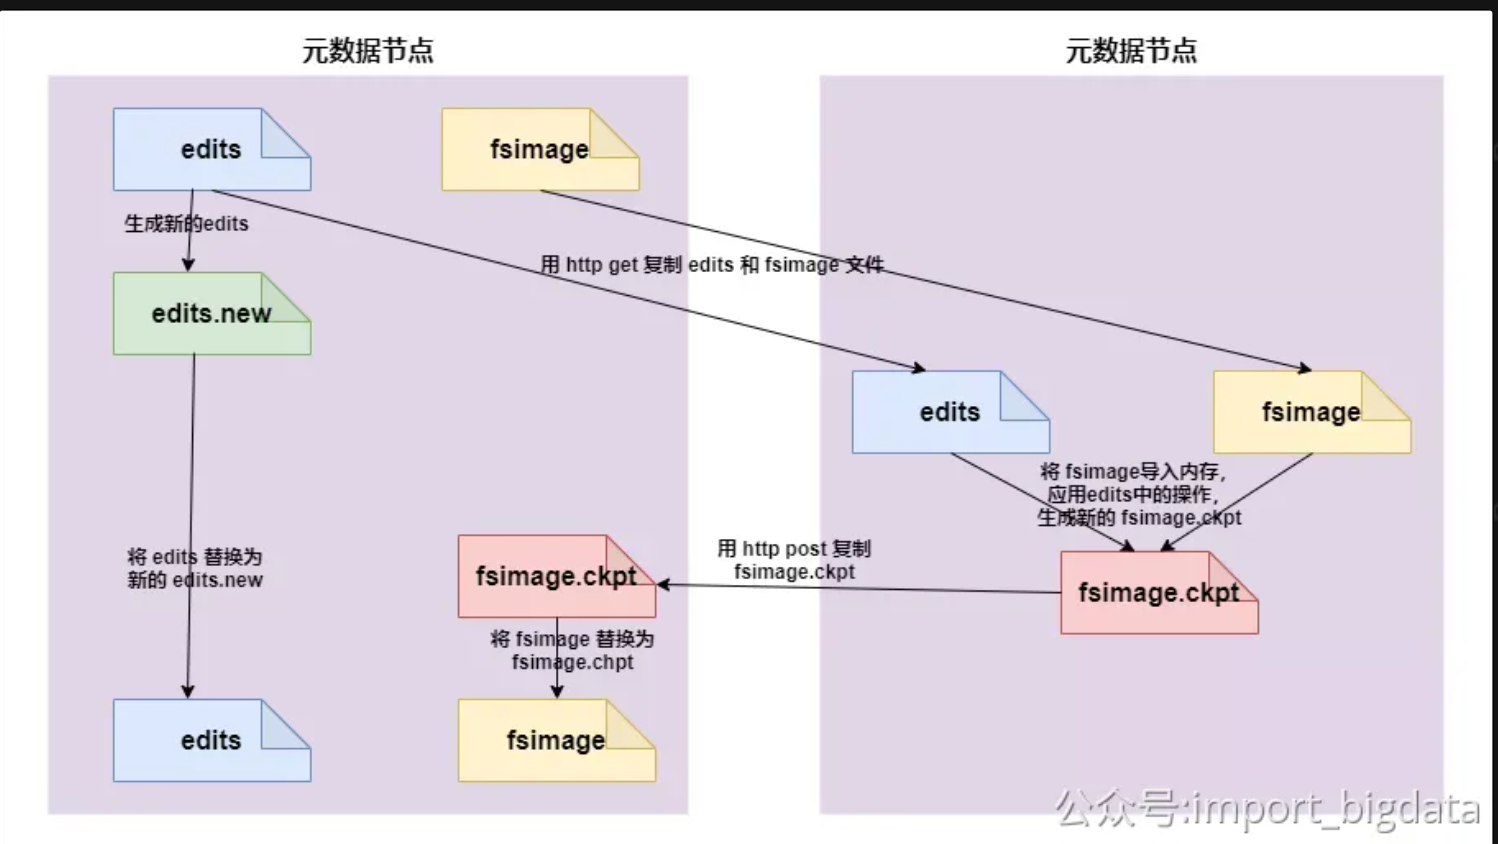 元数据节点
元数据节点
edits
fsimage
生成新的edits
用 http get 复制 edits 和 fsimage 文件
edits.new
edits
fsimage
将 fsimage导入内存,
应用edits中的操作,
生成新的 fsimage.ckpt
将 edits 替换为
新的 edits.new
fsimage.ckpt
用 http post 复制
fsimage.ckpt
fsimage.ckpt
将 fsimage 替换为
fsimage.chpt
edits
fsimage
公众号:import_bigdata